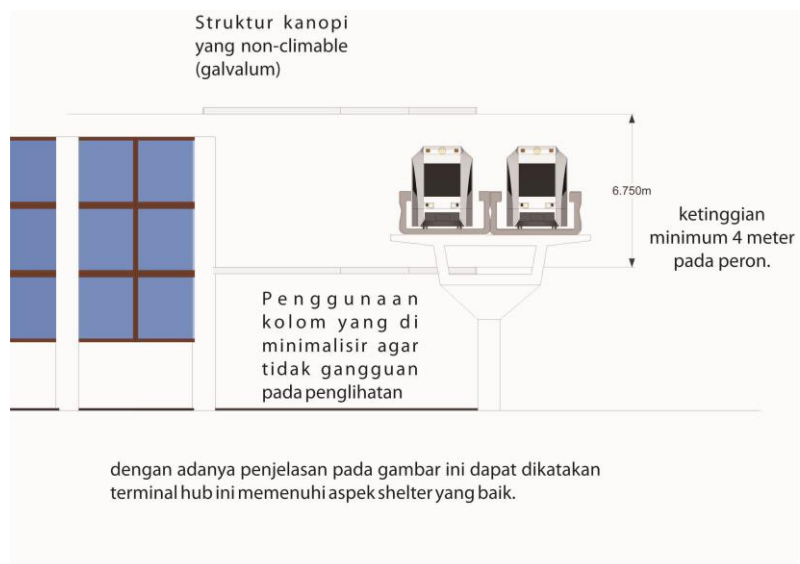 Struktur kanopi
yang non-climable
(galvalum)
6.750m
ketinggian
minimum 4 meter
pada peron.
Penggunaan
kolom yang di
minimalisir agar
tidak gangguan
pada penglihatan
dengan adanya penjelasan pada gambar ini dapat dikatakan
terminal hub ini memenuhi aspek shelter yang baik.